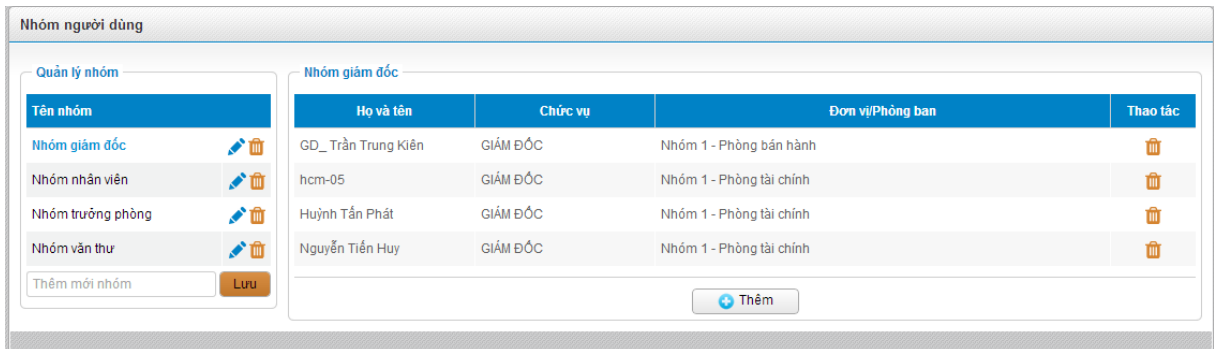 Nhóm người dùng
Quản lý nhóm
Tên nhóm
Nhóm giám đốc
Nhóm nhân viên
Nhóm trưởng phòng
Nhóm văn thư
Thêm mới nhóm Lưu
Nhóm giám đốc
Họ và tên Chức vụ Đơn vị/Phòng ban Thao tác
GD_ Trần Trung Kiên GIÁM ĐỐC Nhóm 1 - Phòng bán hành
hcm-05 GIÁM ĐỐC Nhóm 1 - Phòng tài chính
Huỳnh Tấn Phát GIÁM ĐỐC Nhóm 1 - Phòng tài chính
Nguyễn Tiến Huy GIÁM ĐỐC Nhóm 1 - Phòng tài chính
Thêm